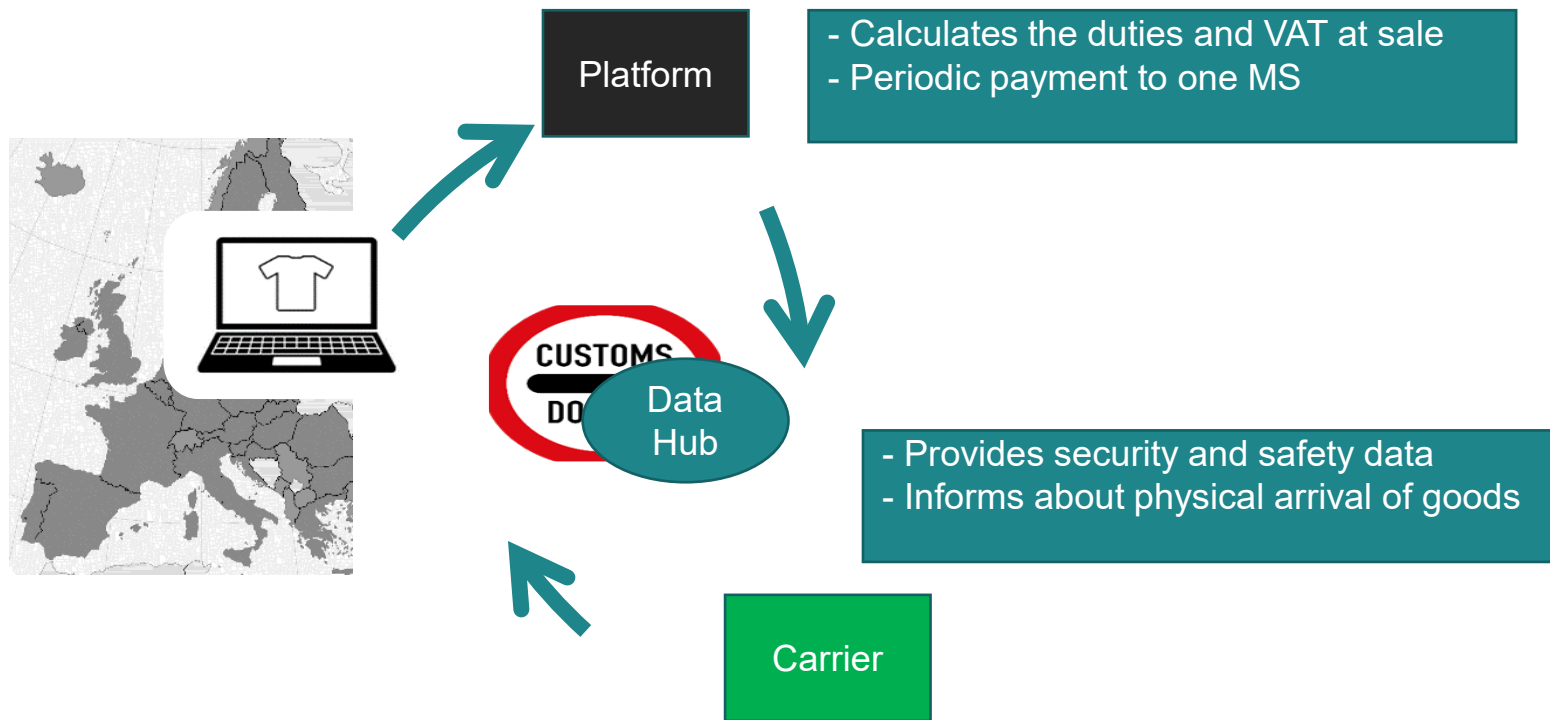 Platform
- Calculates the duties and VAT at sale
- Periodic payment to one MS
CUSTOMS
DO
Data
Hub
- Provides security and safety data
- Informs about physical arrival of goods
Carrier